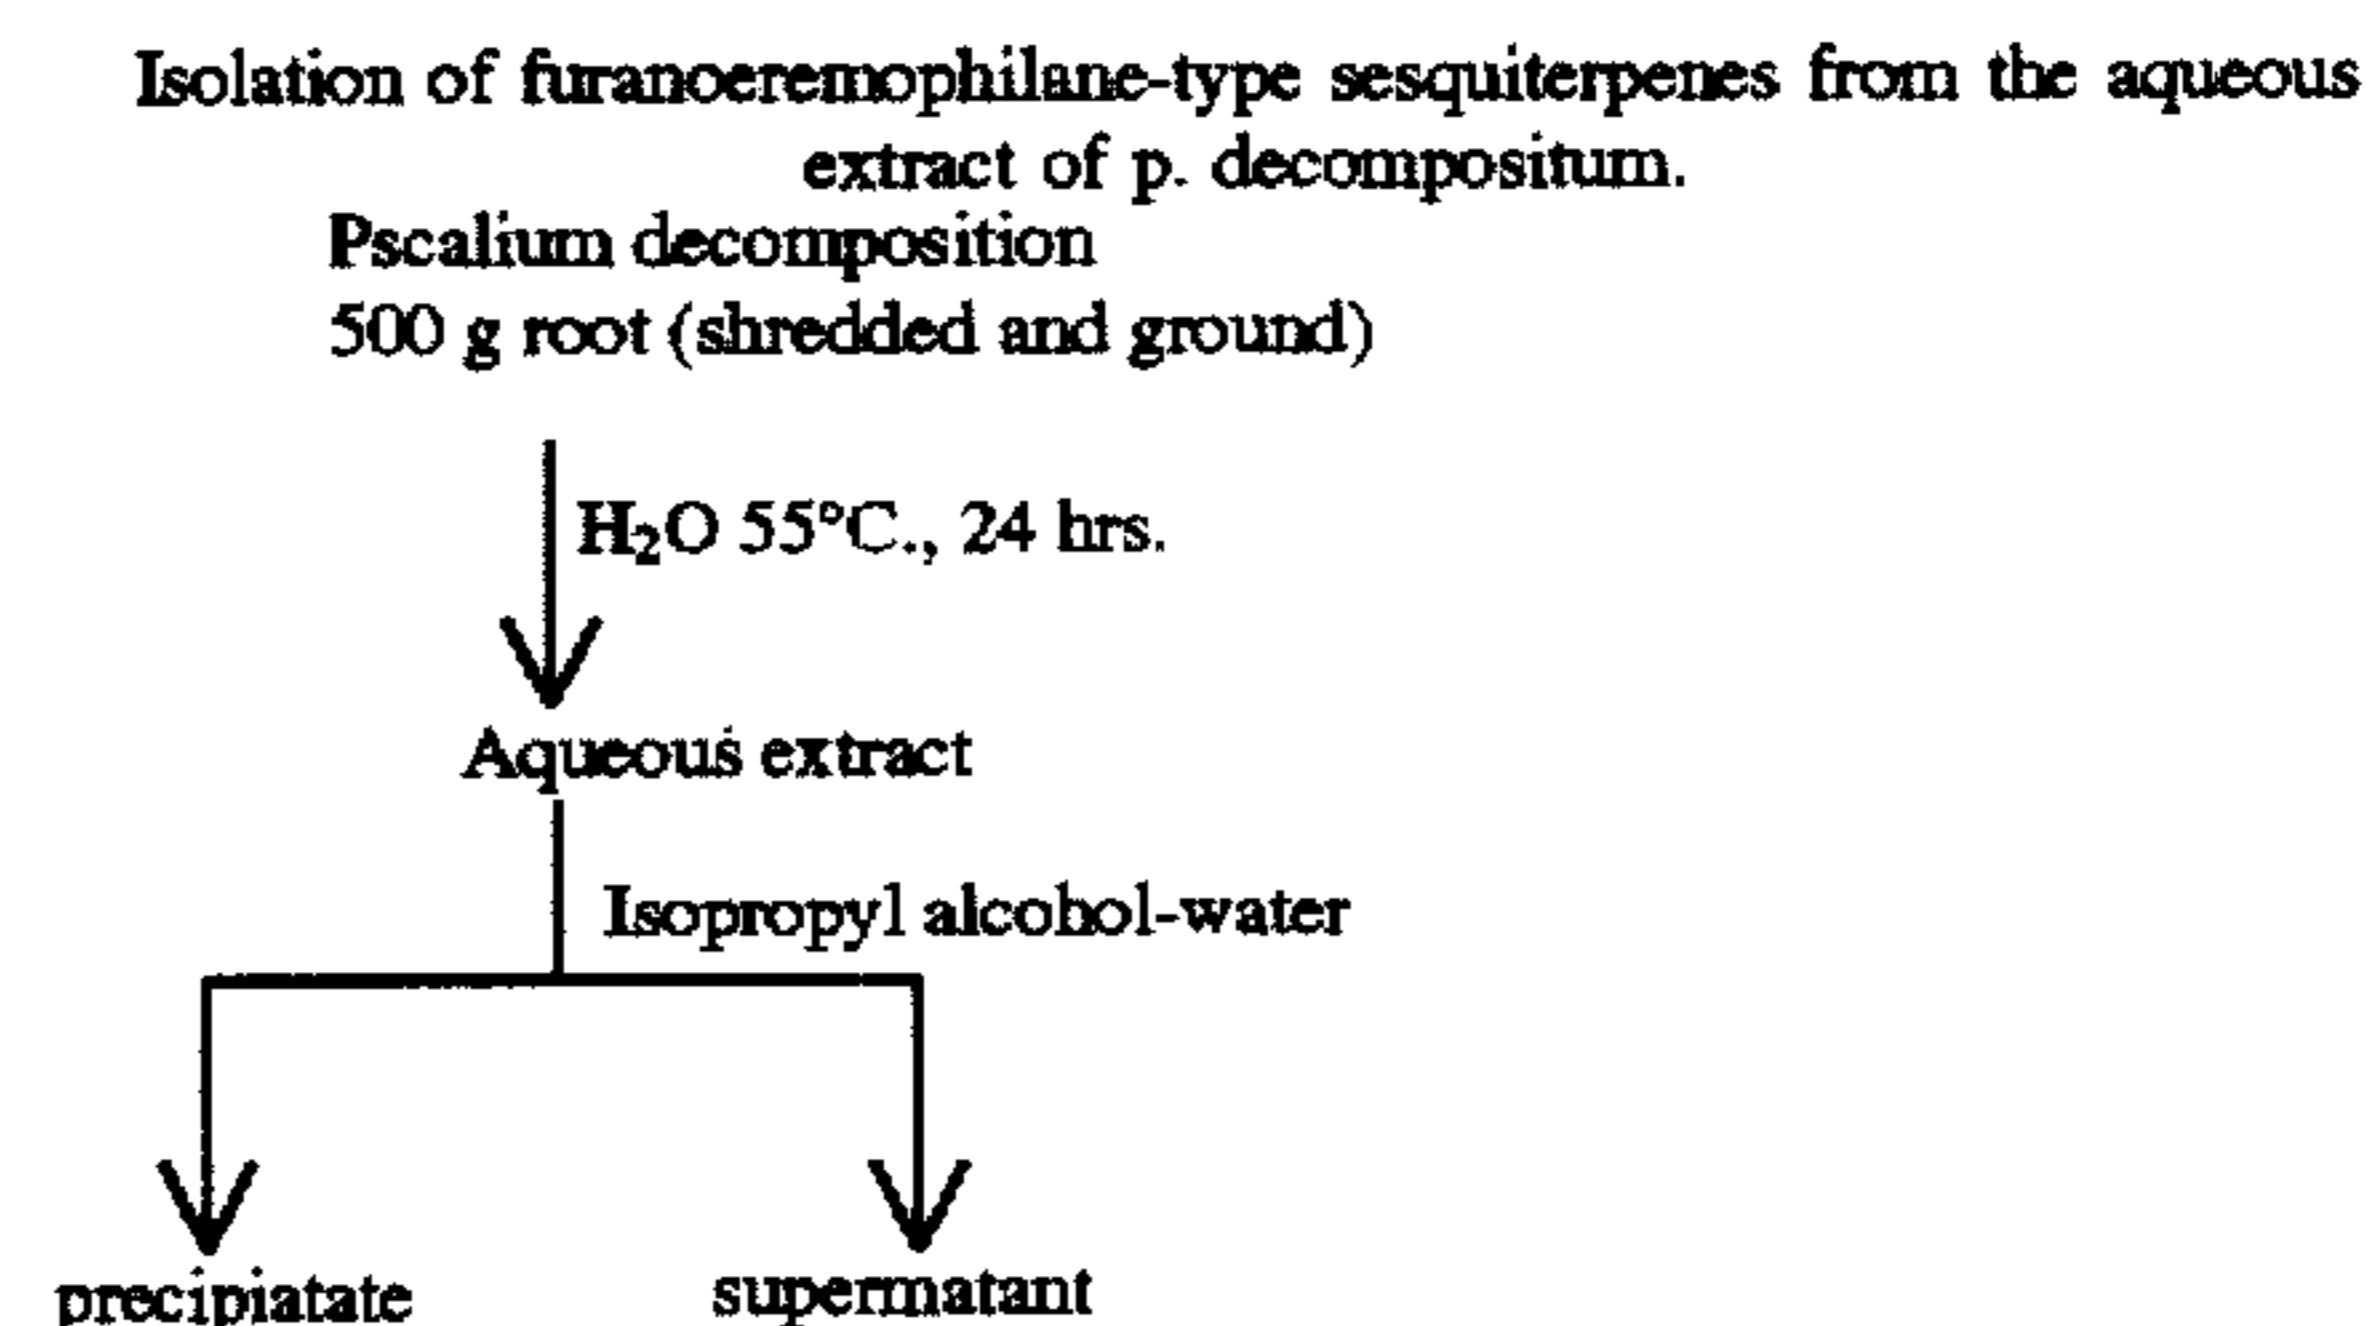 Isolation of furanoeremophilane-type sesquiterpenes from the aqueous
extract of p. decompositum.
Pscalium decomposition
500 g root (shredded and ground)
H₂O 55°C., 24 hrs.
Aqueous extract
Isopropyl alcohol-water
precipiatate
supermatant